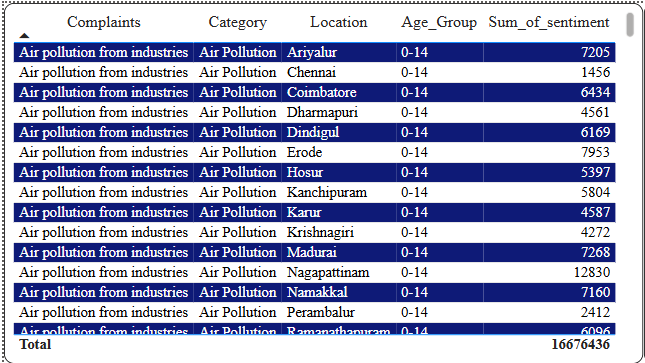 Complaints Category Location Age_Group Sum_of_sentiment
Air pollution from industries Air Pollution Ariyalur 0-14 7205
Air pollution from industries Air Pollution Chennai 0-14 1456
Air pollution from industries Air Pollution Coimbatore 0-14 6434
Air pollution from industries Air Pollution Dharmapuri 0-14 4561
Air pollution from industries Air Pollution Dindigul 0-14 6169
Air pollution from industries Air Pollution Erode 0-14 7953
Air pollution from industries Air Pollution Hosur 0-14 5397
Air pollution from industries Air Pollution Kanchipuram 0-14 5804
Air pollution from industries Air Pollution Karur 0-14 4587
Air pollution from industries Air Pollution Krishnagiri 0-14 4272
Air pollution from industries Air Pollution Madurai 0-14 7268
Air pollution from industries Air Pollution Nagapattinam 0-14 12830
Air pollution from industries Air Pollution Namakkal 0-14 7160
Air pollution from industries Air Pollution Perambalur 0-14 2412
Air pollution from industries Air Pollution Ramanathapuram 0-14 6096
Total 16676436